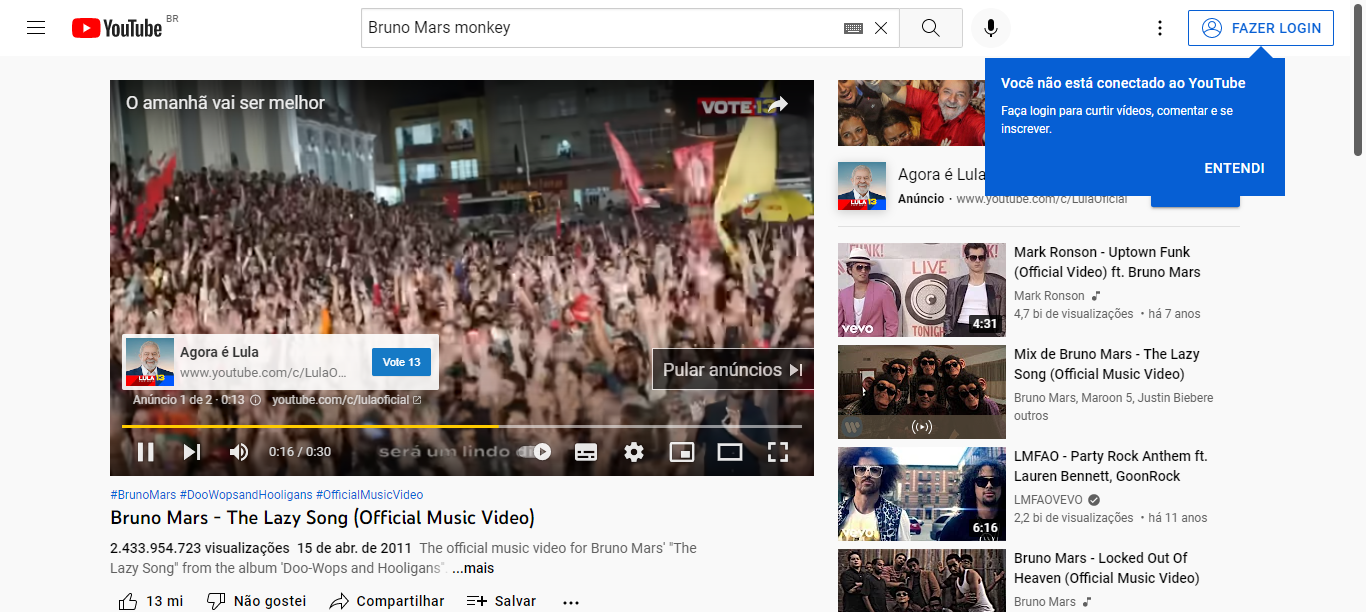 YouTube BR
Bruno Mars monkey
FAZER LOGIN
Você não está conectado ao YouTube
Faça login para curtir vídeos, comentar e se
inscrever.
ENTENDI
O amanhã vai ser melhor
VOTE 13
Agora é Lula
www.youtube.com/c/LulaO...
Vote 13
LULA 13
Anúncio 1 de 2 · 0:13
youtube.com/c/lulaoficial
Pular anúncios
0:16 / 0:30
será um lindo di
#BrunoMars #DooWopsandHooligans #OfficialMusicVideo
Bruno Mars - The Lazy Song (Official Music Video)
2.433.954.723 visualizações 15 de abr. de 2011 The official music video for Bruno Mars' "The
Lazy Song" from the album 'Doo-Wops and Hooligans'. ...mais
13 mi
Não gostei
Compartilhar
Salvar
Agora é Lula
Anúncio · www.youtube.com/c/LulaOficial
LULA 13
LIVE
TONIGHT
vevo
4:31
Mark Ronson - Uptown Funk
(Official Video) ft. Bruno Mars
Mark Ronson
4,7 bi de visualizações • há 7 anos
Mix de Bruno Mars - The Lazy
Song (Official Music Video)
Bruno Mars, Maroon 5, Justin Biebere
outros
6:16
LMFAO - Party Rock Anthem ft.
Lauren Bennett, GoonRock
LMFAOVEVO
2,2 bi de visualizações • há 11 anos
Bruno Mars - Locked Out Of
Heaven (Official Music Video)
Bruno Mars